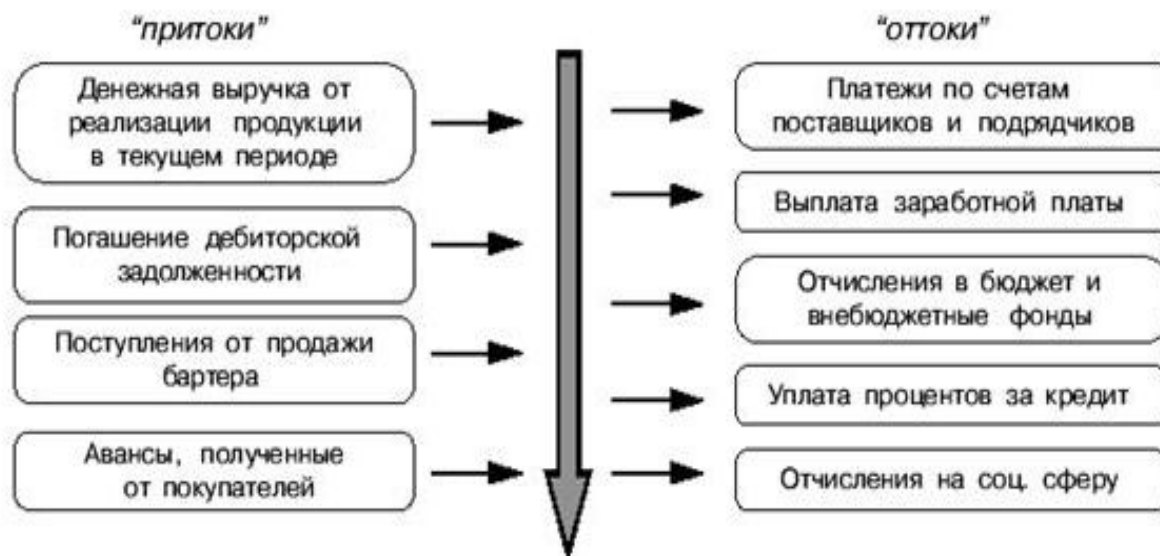 “притоки”
Денежная выручка от
реализации продукции
в текущем периоде
Погашение дебиторской
задолженности
Поступления от продажи
бартера
Авансы, полученные
от покупателей
“оттоки”
Платежи по счетам
поставщиков и подрядчиков
Выплата заработной платы
Отчисления в бюджет и
внебюджетные фонды
Уплата процентов за кредит
Отчисления на соц. сферу